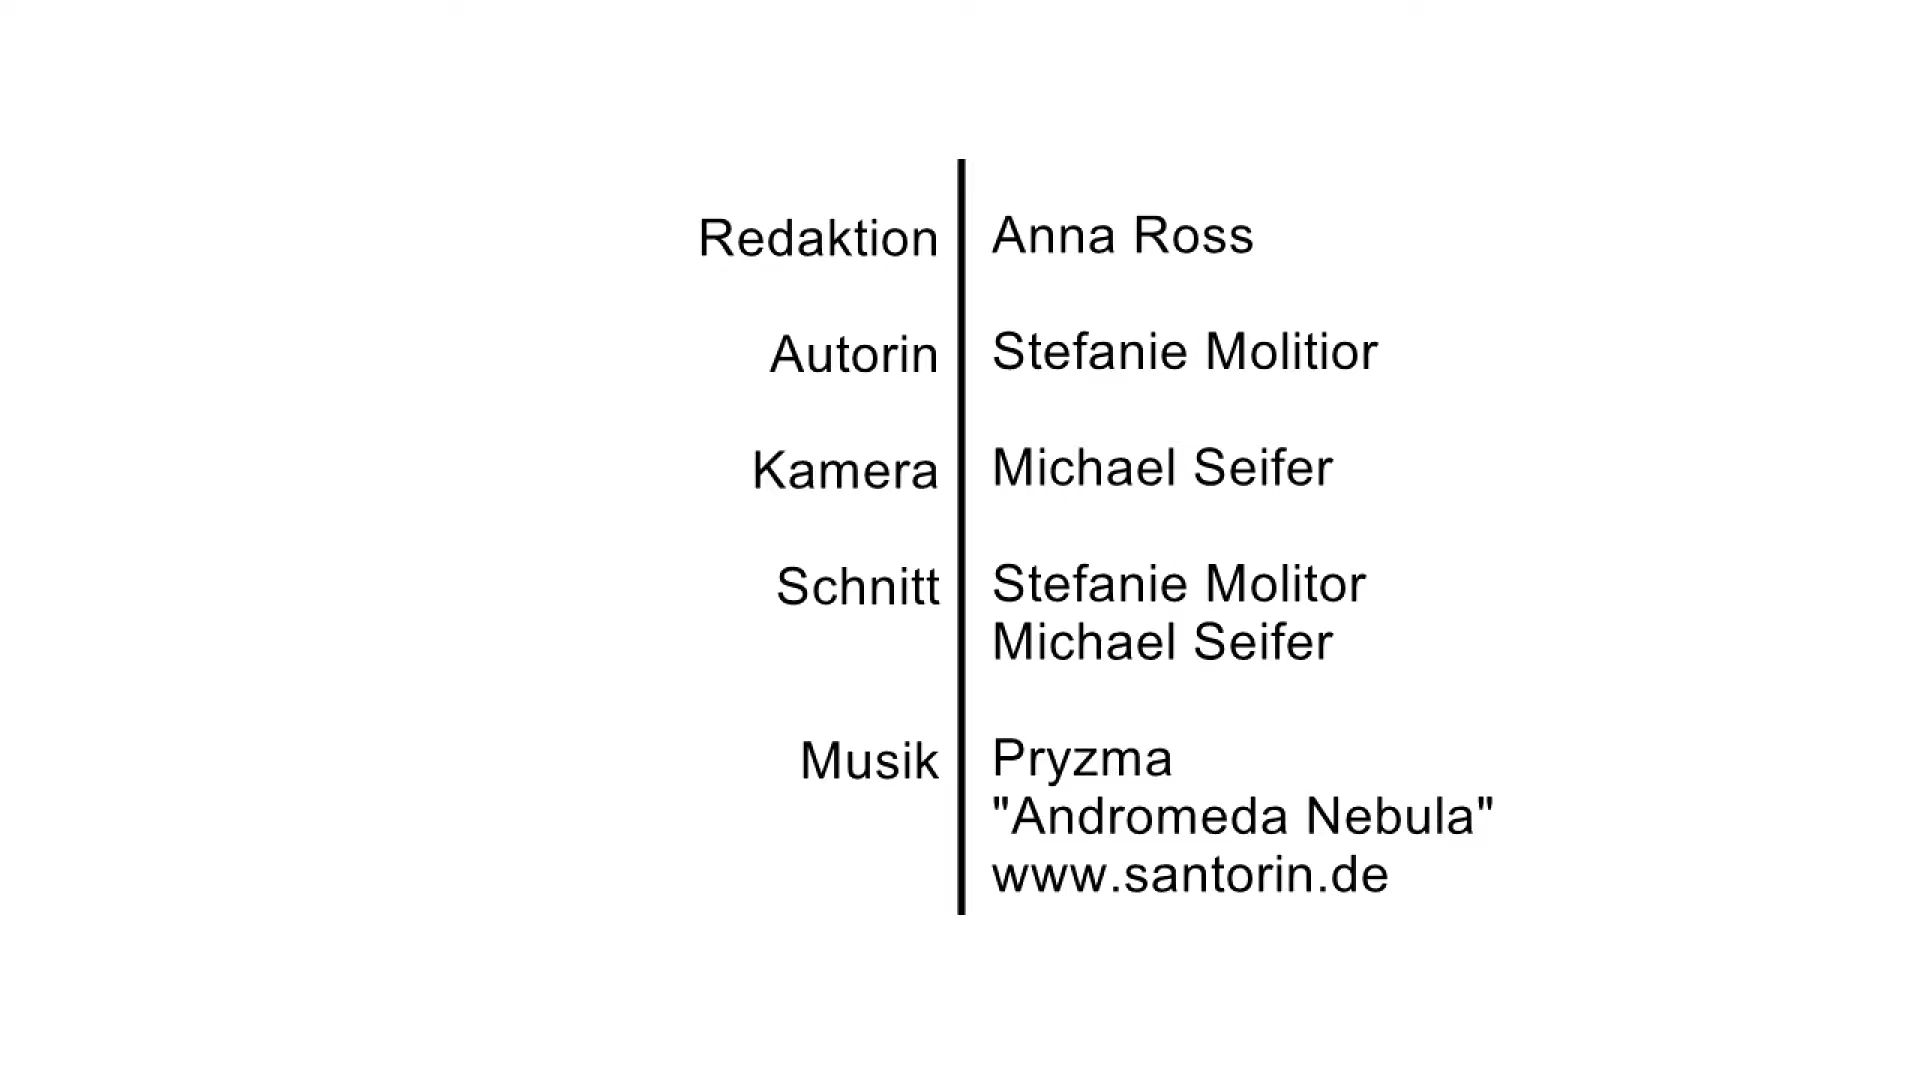 Redaktion Anna Ross
Autorin Stefanie Molitior
Kamera Michael Seifer
Schnitt Stefanie Molitor
Michael Seifer
Musik Pryzma
"Andromeda Nebula"
www.santorin.de